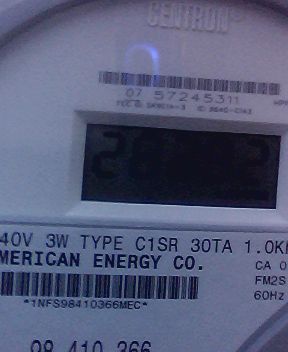 CENTRON
07 57245311
40V 3W TYPE C1SR 30TA 1.0K
MERICAN ENERGY CO.
CA 0
FM2S
60Hz
*1NFS98410366MEC*
98 410 366